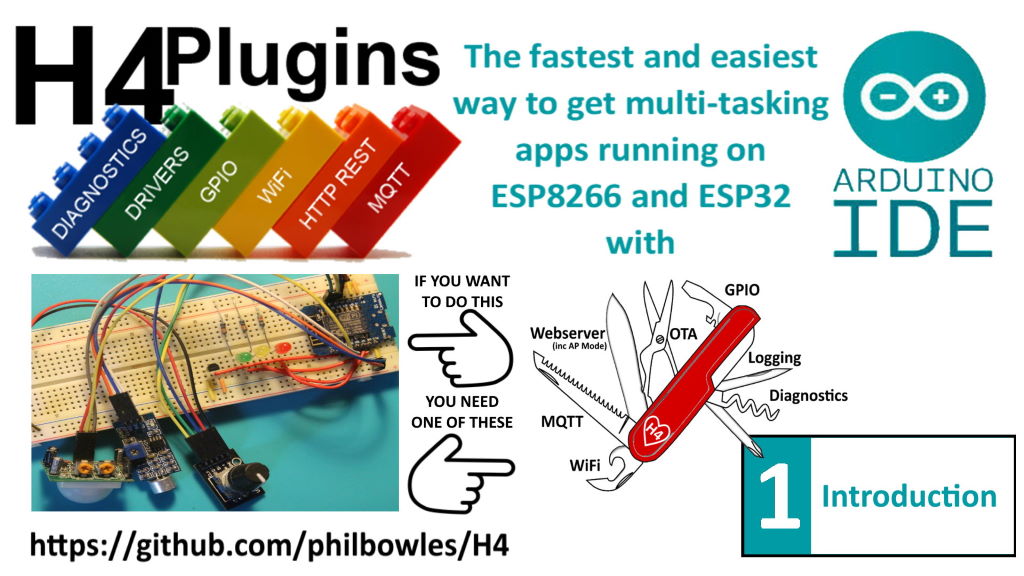 H4Plugins
DIAGNOSTICS
DRIVERS
GPIO
WiFi
HTTP REST
MQTT
The fastest and easiest
way to get multi-tasking
apps running on
ESP8266 and ESP32
with
ARDUINO
IDE
IF YOU WANT
TO DO THIS
YOU NEED
ONE OF THESE
GPIO
Webserver
(inc AP Mode)
OTA
Logging
Diagnostics
MQTT
H4
WiFi
1 Introduction
https://github.com/philbowles/H4